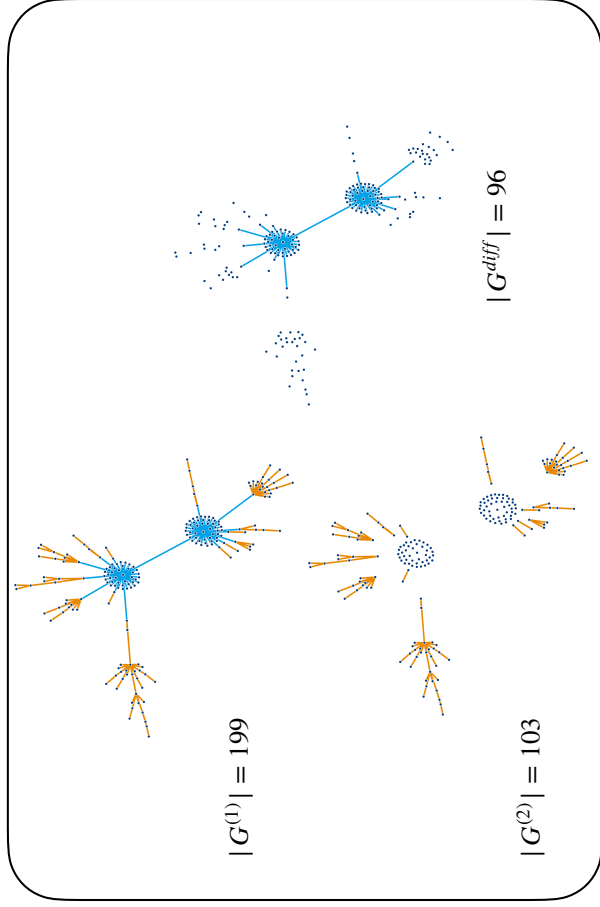 |G^{(1)}| = 199
|G^{(2)}| = 103
|G^{diff}| = 96